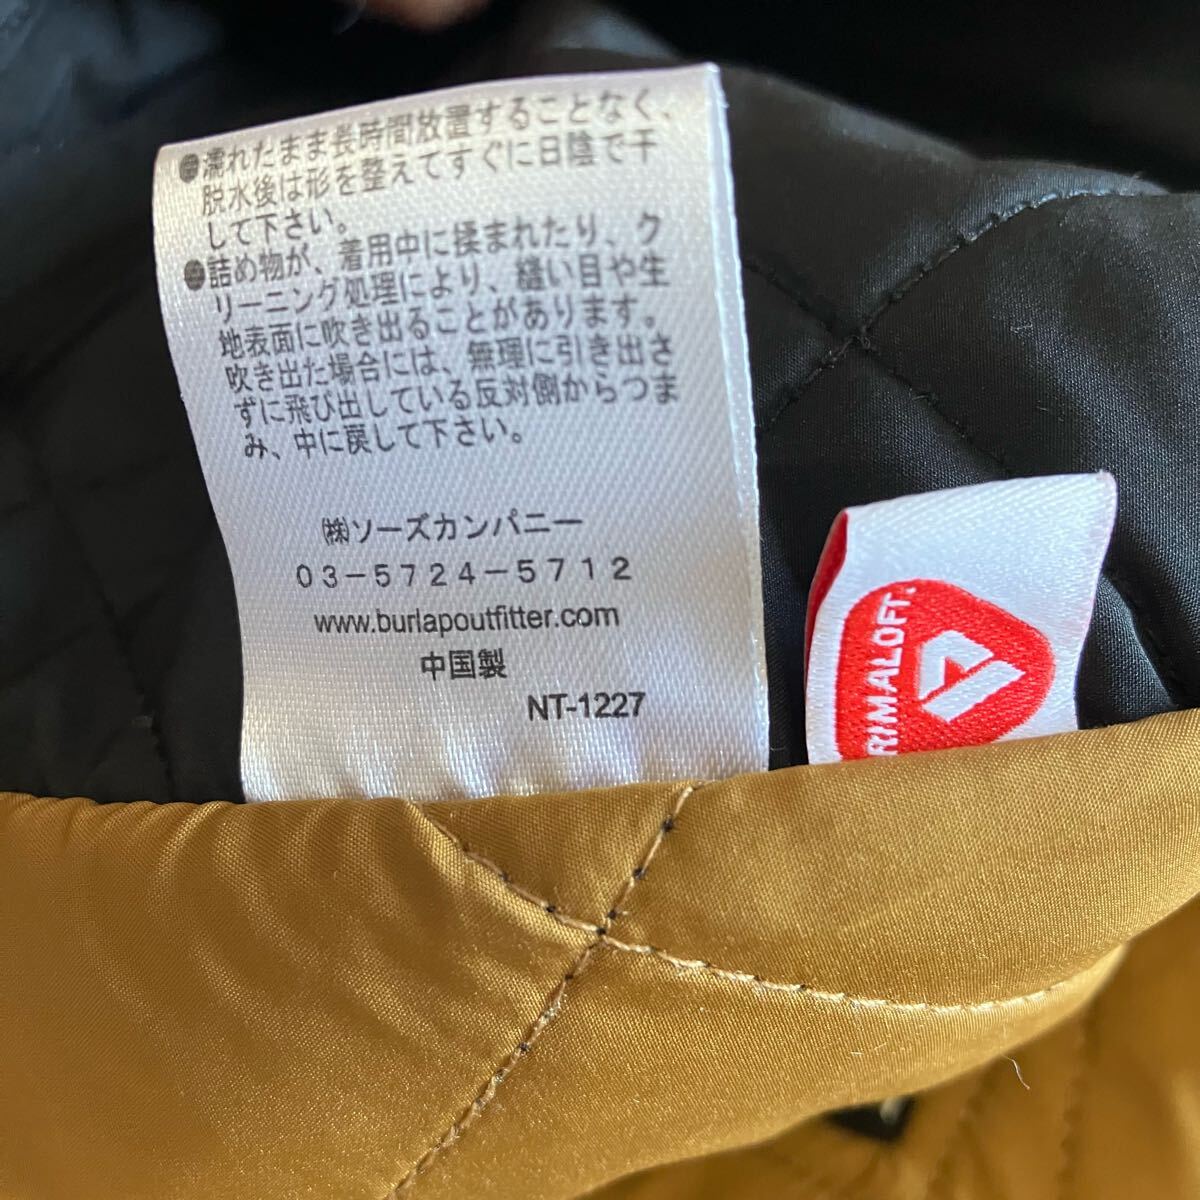 ●濡れたまま長時間放置することなく、
脱水後は形を整えてすぐに日陰で干
して下さい。
●詰め物が、着用中に揉まれたり、ク
リーニング処理により、縫い目や生
地表面に吹き出ることがあります。
吹き出た場合には、無理に引き出さ
ずに飛び出している反対側からつま
み、中に戻して下さい。
㈱ソーズカンパニー
03-5724-5712
www.burlapoutfitter.com
中国製
NT-1227
RIMALOFT.